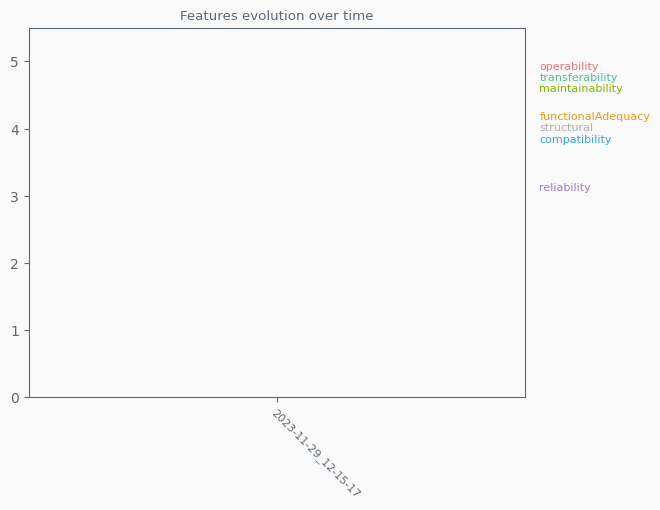 Features evolution over time
5
4
3
2
1
0
operability
transferability
maintainability
functionalAdequacy
structural
compatibility
reliability
2023-11-29_12-15-17